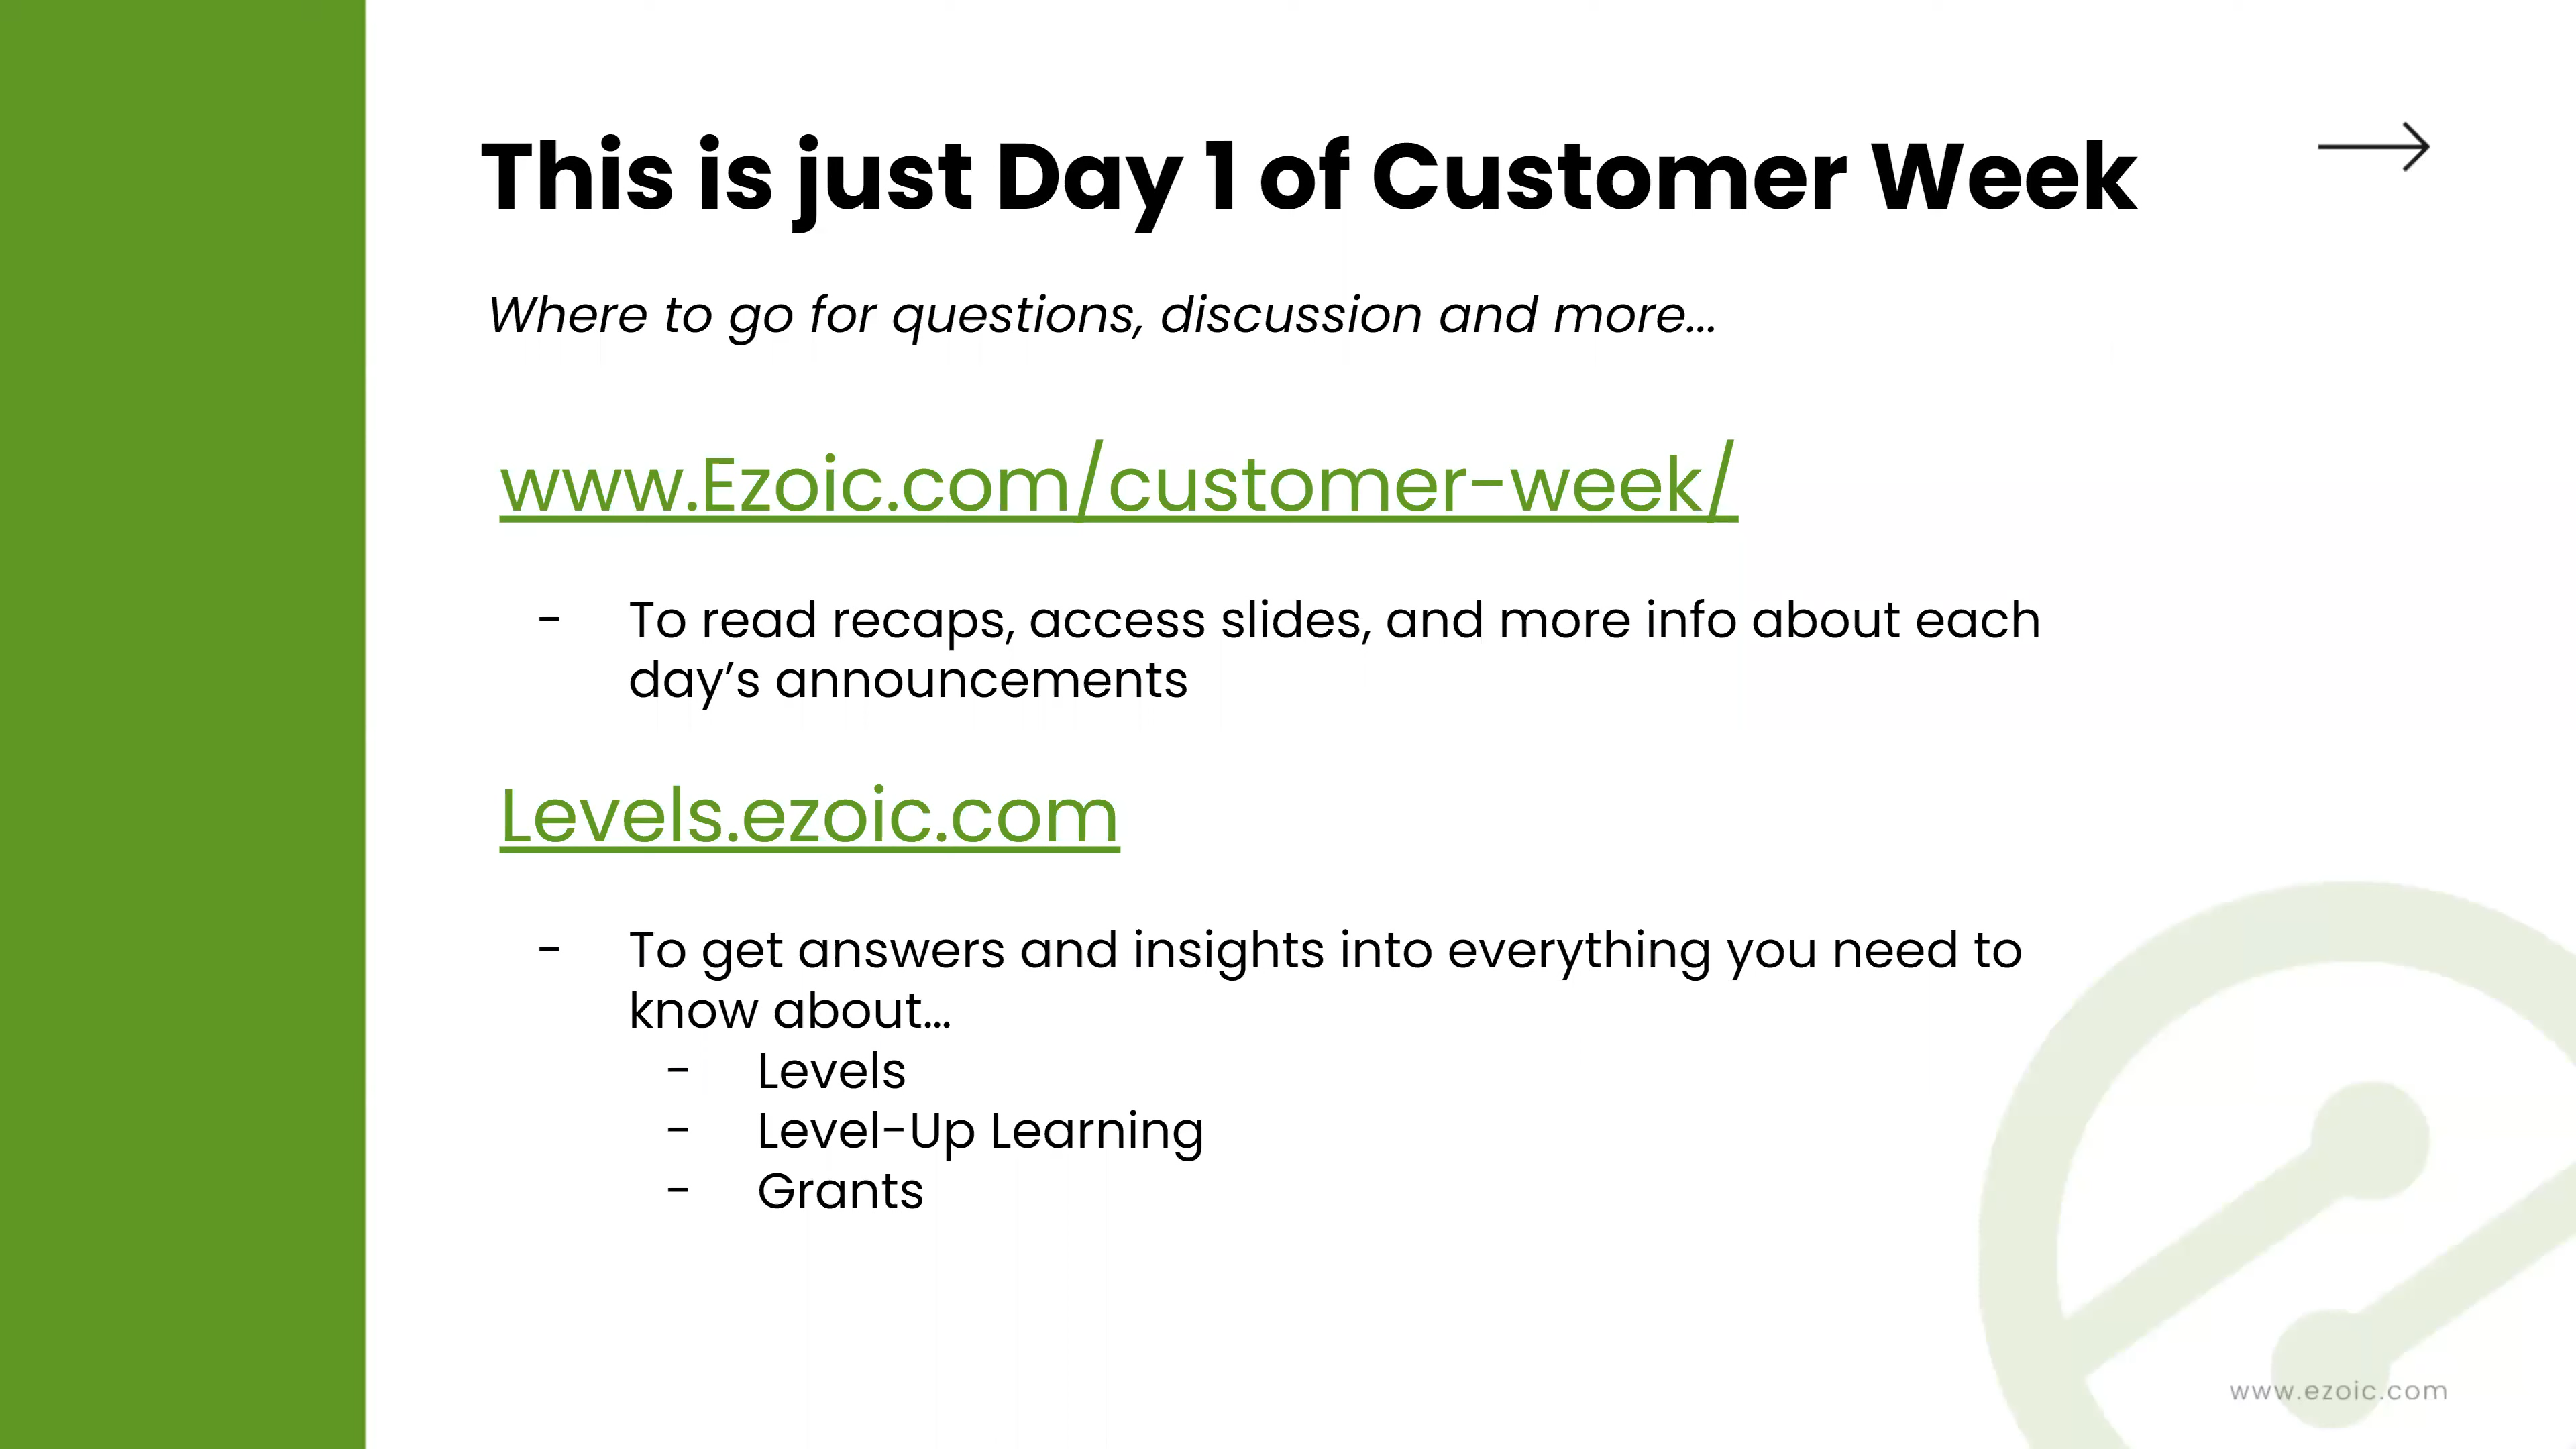 This is just Day 1 of Customer Week
Where to go for questions, discussion and more...
www.Ezoic.com/customer-week/
- To read recaps, access slides, and more info about each
day’s announcements
Levels.ezoic.com
- To get answers and insights into everything you need to
know about...
- Levels
- Level-Up Learning
- Grants
www.ezoic.com